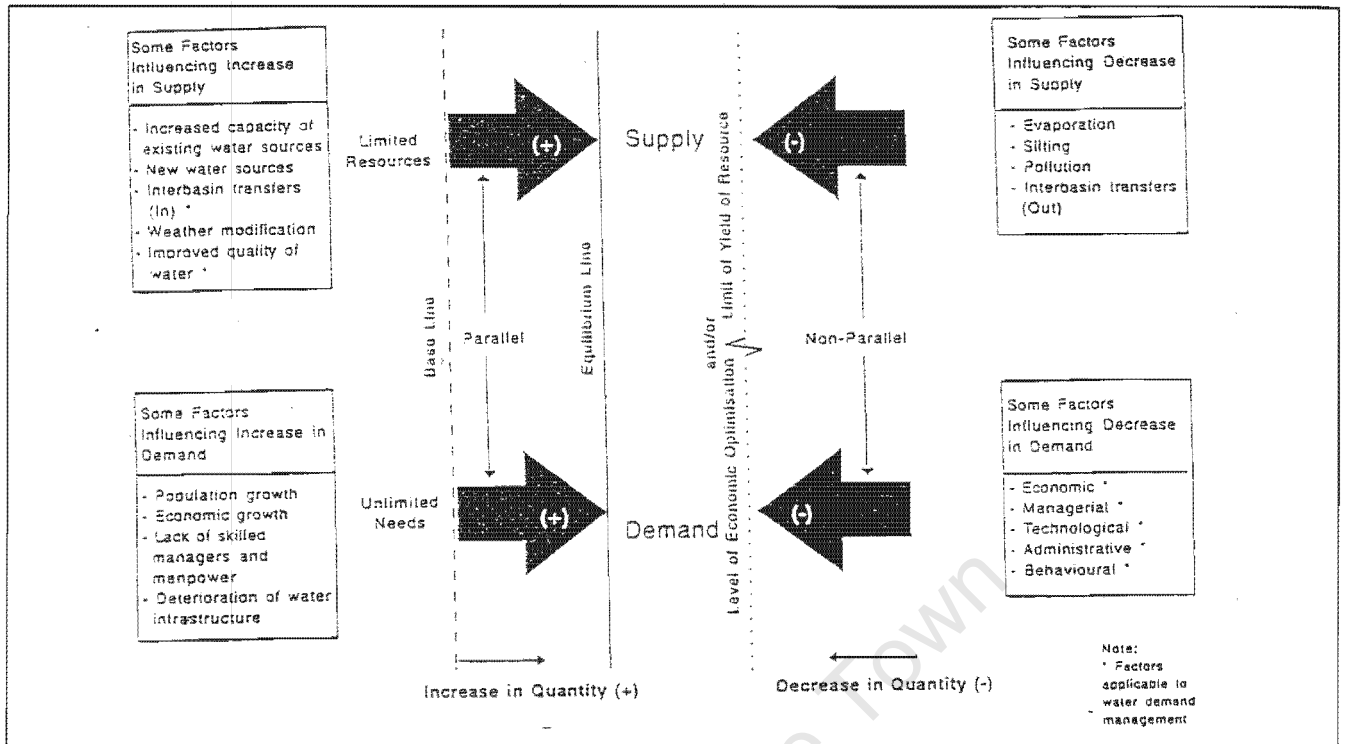 Some Factors
Influencing Increase
in Supply
- Increased capacity of
existing water sources
- New water sources
- Interbasin transfers
(In) *
- Weather modification
- Improved quality of
water *
Limited
Resources
(+)
Supply
(-)
Some Factors
Influencing Decrease
in Supply
- Evaporation
- Silting
- Pollution
- Interbasin transfers
(Out)
Base Line
Parallel
Equilibrium Line
Limit of Yield of Resource
and/or
Level of Economic Optimisation
Non-Parallel
Some Factors
Influencing Increase in
Demand
- Population growth
- Economic growth
- Lack of skilled
managers and
manpower
- Deterioration of water
infrastructure
Unlimited
Needs
(+)
Demand
(-)
Some Factors
Influencing Decrease
in Demand
- Economic *
- Managerial *
- Technological *
- Administrative *
- Behavioural *
Increase in Quantity (+)
Decrease in Quantity (-)
Note:
* Factors
applicable to
water demand
management
Town